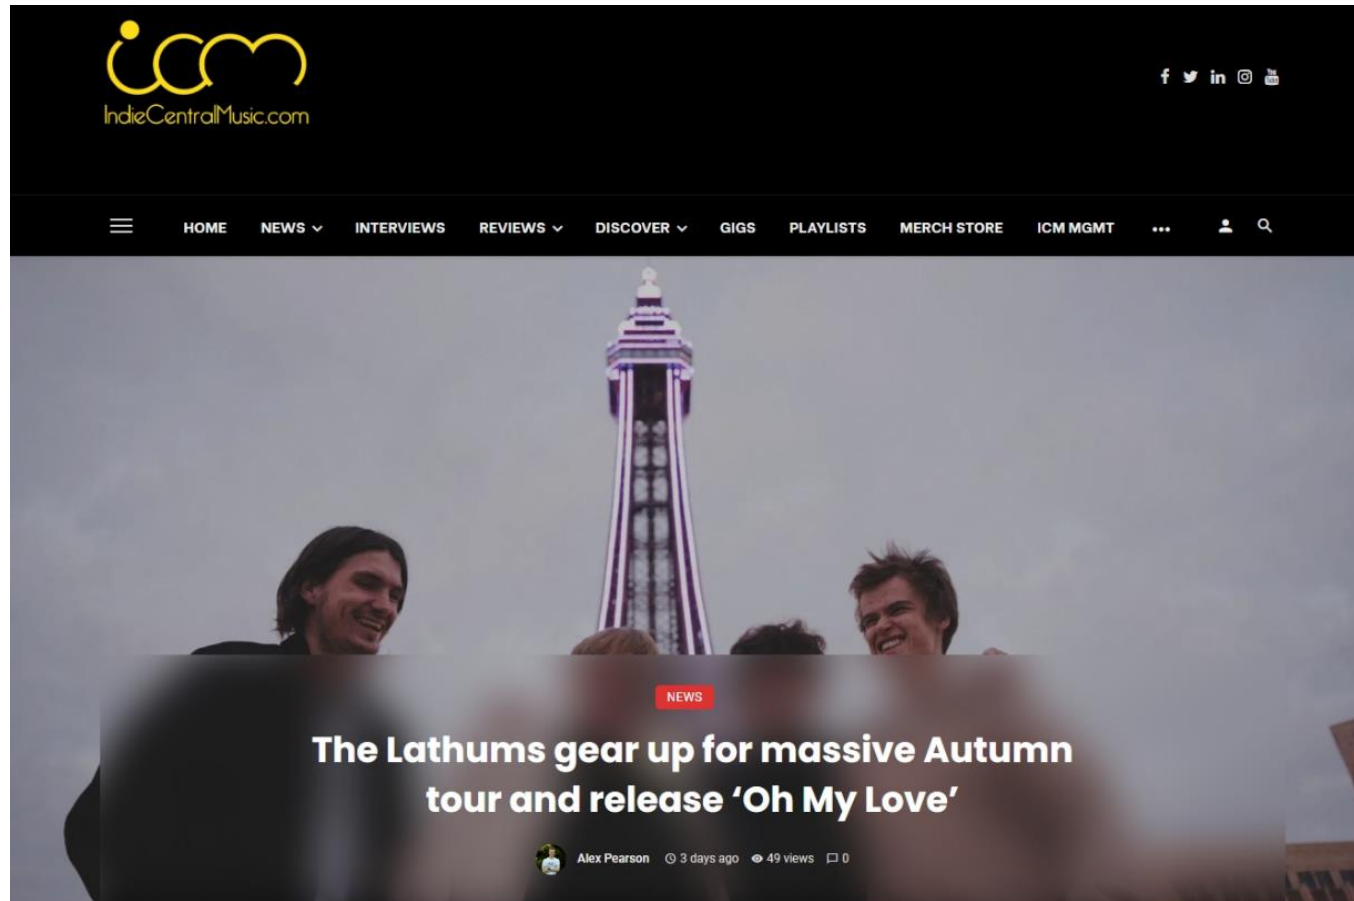 icm
IndieCentralMusic.com
HOME NEWS INTERVIEWS REVIEWS DISCOVER GIGS PLAYLISTS MERCH STORE ICM MGMT
NEWS
The Lathums gear up for massive Autumn
tour and release ‘Oh My Love’
Alex Pearson 3 days ago 49 views 0